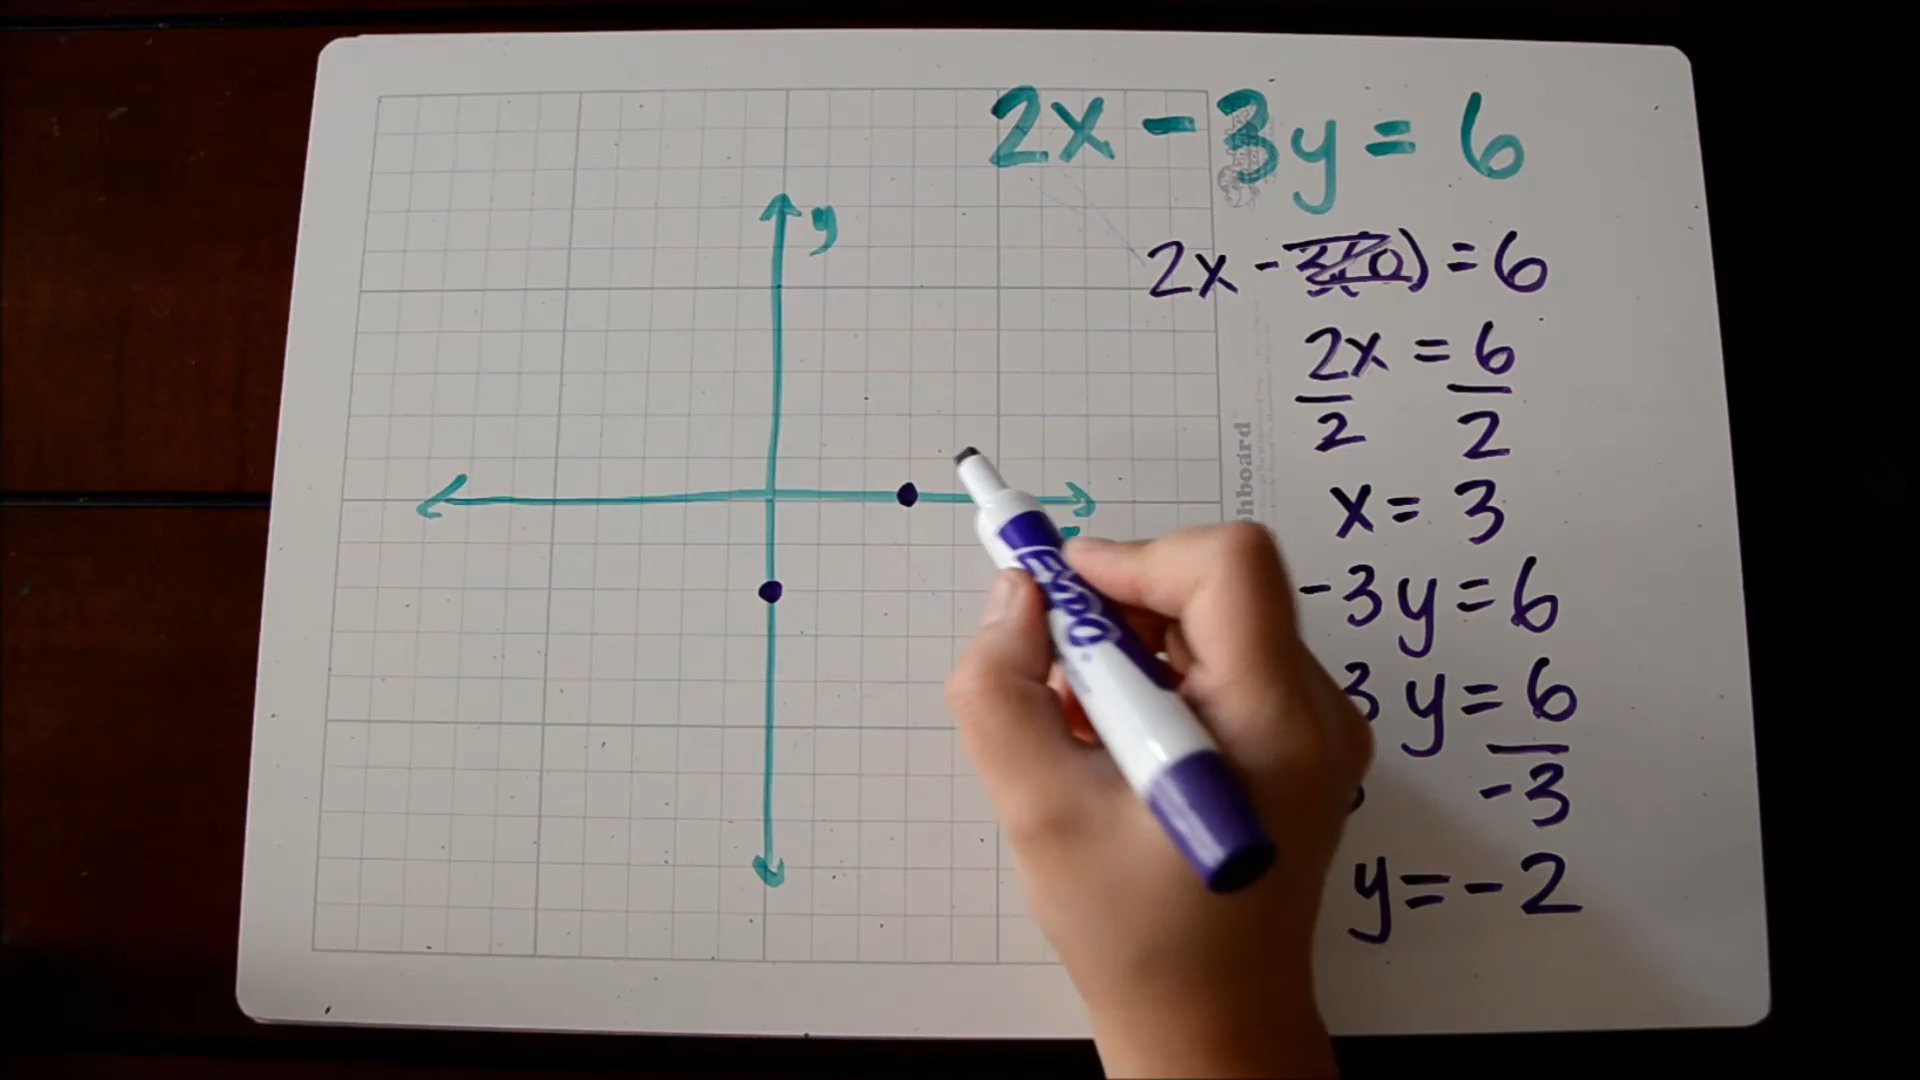 2x - 3y = 6
y
2x - 3(0) = 6
2x = 6
2 2
x = 3
-3y = 6
3y = 6
-3
y = -2
EXPO
hboard